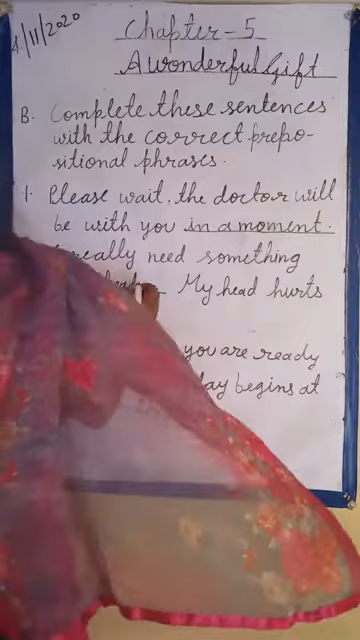 4/11/2020
Chapter-5
A wonderful Gift
B. Complete these sentences
with the correct prepo-
sitional phrases.
1. Please wait, the doctor will
be with you in a moment.
really need something
My head hurts
you are ready
begins at